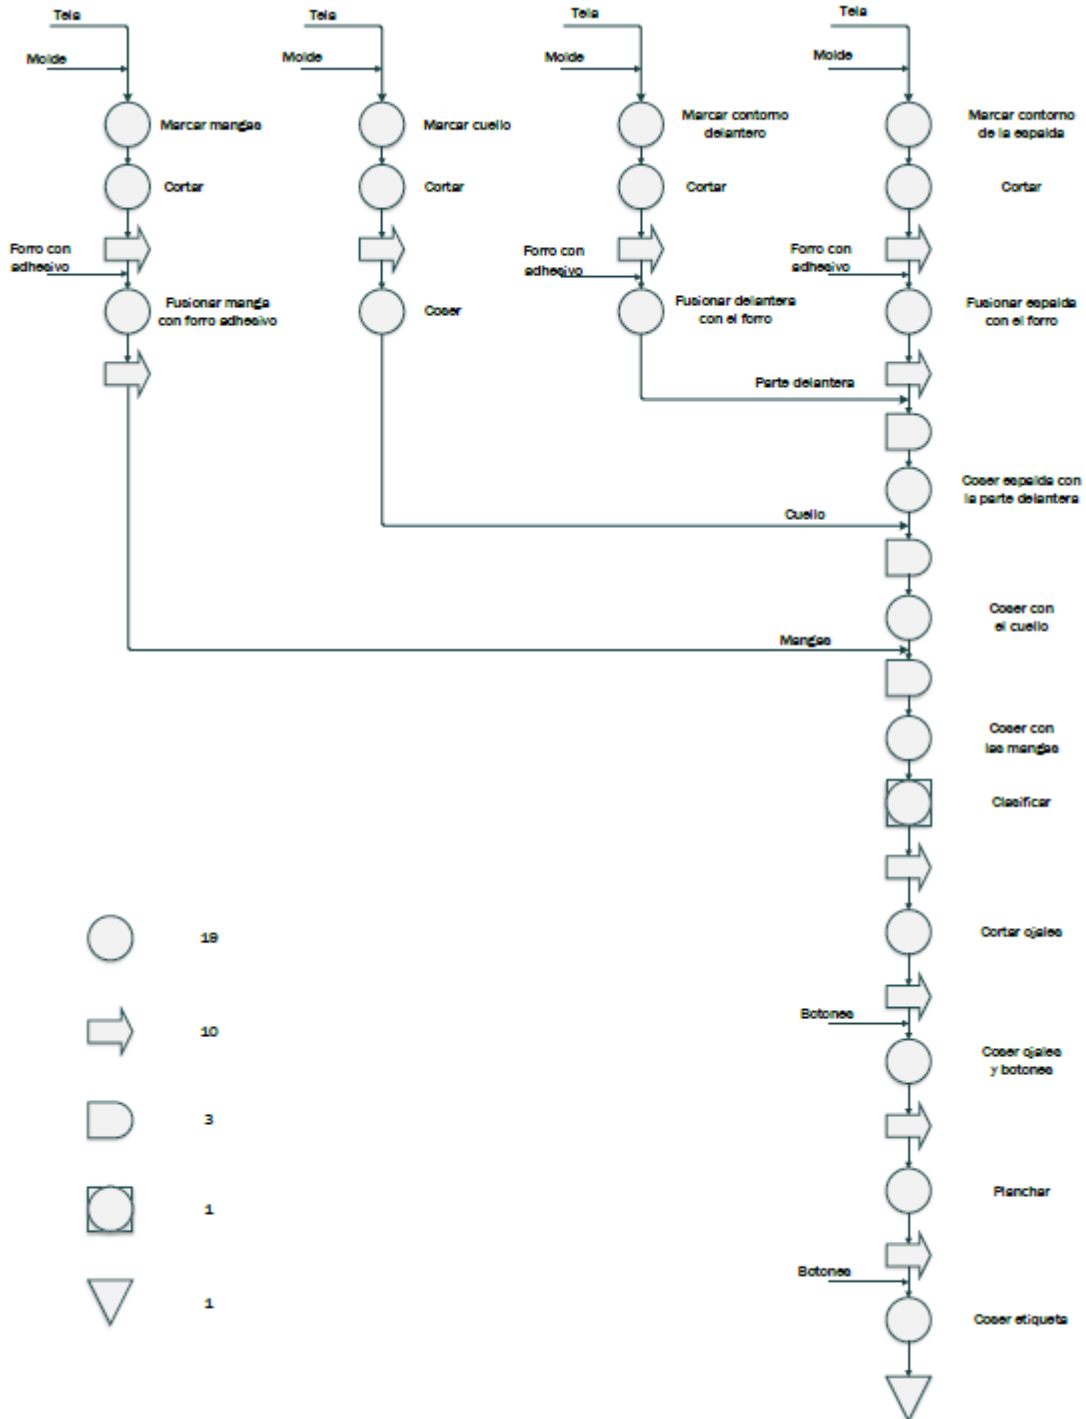 Tela
Molde
Marcar mangas
Cortar
Forro con
adhesivo
Fusionar manga
con forro adhesivo
Tela
Molde
Marcar cuello
Cortar
Coser
Tela
Molde
Marcar contorno
delantero
Cortar
Forro con
adhesivo
Fusionar delantera
con el forro
Tela
Molde
Marcar contorno
de la espalda
Cortar
Forro con
adhesivo
Fusionar espalda
con el forro
Parte delantera
Coser espalda con
la parte delantera
Cuello
Coser con
el cuello
Mangas
Coser con
las mangas
Clasificar
Cortar ojales
Botones
Coser ojales
y botones
Planchar
Botones
Coser etiqueta
19
10
3
1
1